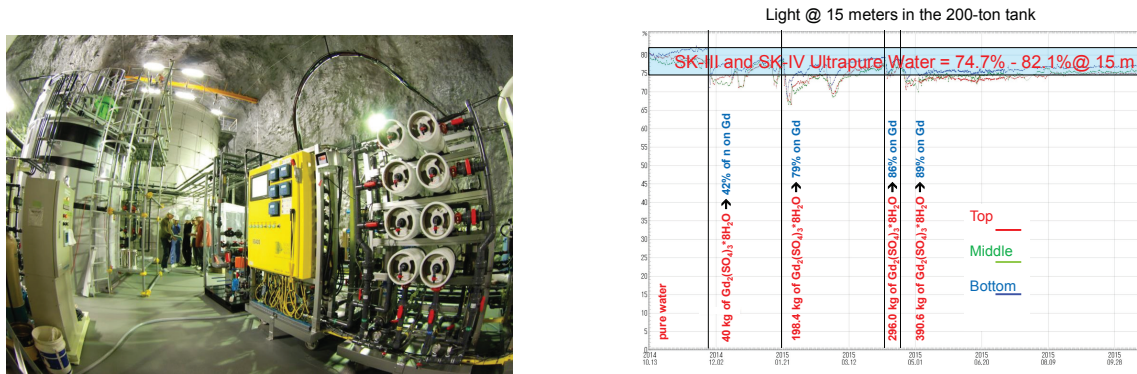 Light @ 15 meters in the 200-ton tank
%
85
80
75
70
65
60
55
50
45
40
35
30
25
20
15
10
5
0
SK-III and SK-IV Ultrapure Water = 74.7% - 82.1%@ 15 m
pure water
40 kg of Gd₂(SO₄)₃*8H₂O ➔ 42% of n on Gd
198.4 kg of Gd₂(SO₄)₃*8H₂O ➔ 79% on Gd
296.0 kg of Gd₂(SO₄)₃*8H₂O ➔ 86% on Gd
390.6 kg of Gd₂(SO₄)₃*8H₂O ➔ 89% on Gd
Top
Middle
Bottom
2014 2014 2015 2015 2015 2015 2015 2015
10.13 12.02 01.21 03.12 05.01 06.20 08.09 09.28